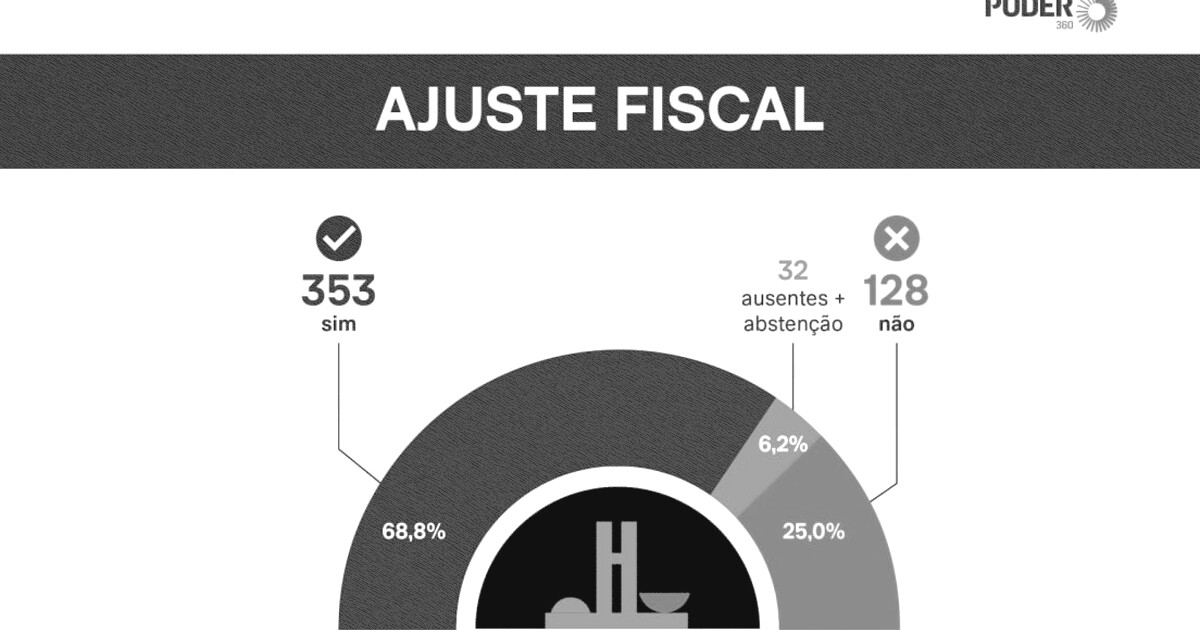 PODER
360
AJUSTE FISCAL
353
sim
32
ausentes +
abstenção
128
não
6,2%
68,8%
25,0%